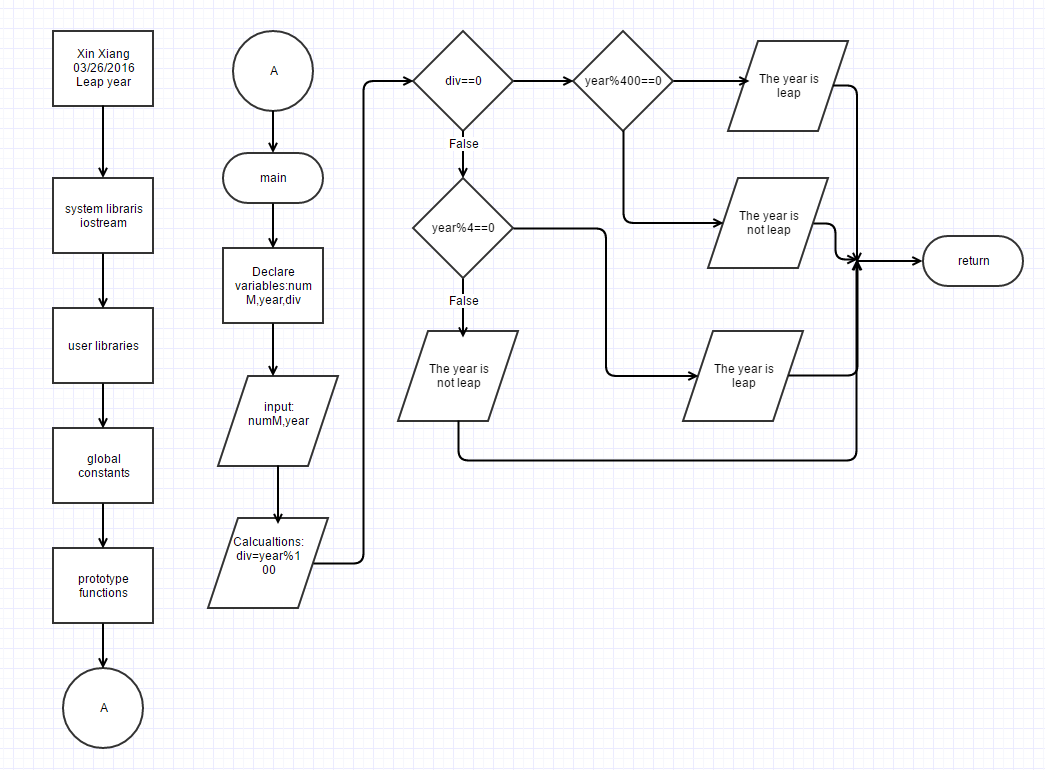 Xin Xiang
03/26/2016
Leap year
system libraris
iostream
user libraries
global
constants
prototype
functions
A
A
main
Declare
variables:num
M,year,div
input:
numM,year
Calcualtions:
div=year%1
00
div==0
False
year%4==0
False
The year is
not leap
year%400==0
The year is
leap
The year is
not leap
The year is
leap
return